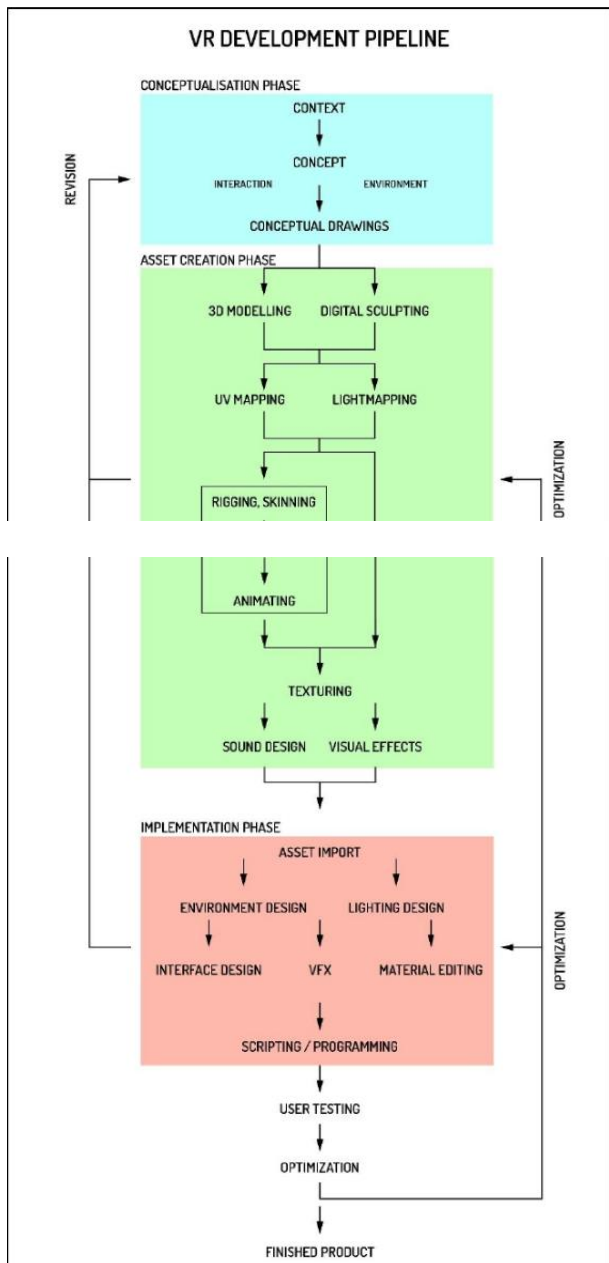 VR DEVELOPMENT PIPELINE
CONCEPTUALISATION PHASE
CONTEXT
REVISION
CONCEPT
INTERACTION ENVIRONMENT
CONCEPTUAL DRAWINGS
ASSET CREATION PHASE
3D MODELLING DIGITAL SCULPTING
UV MAPPING LIGHTMAPPING
OPTIMIZATION
RIGGING, SKINNING
ANIMATING
TEXTURING
SOUND DESIGN VISUAL EFFECTS
IMPLEMENTATION PHASE
ASSET IMPORT
ENVIRONMENT DESIGN LIGHTING DESIGN
OPTIMIZATION
INTERFACE DESIGN VFX MATERIAL EDITING
SCRIPTING / PROGRAMMING
USER TESTING
OPTIMIZATION
FINISHED PRODUCT